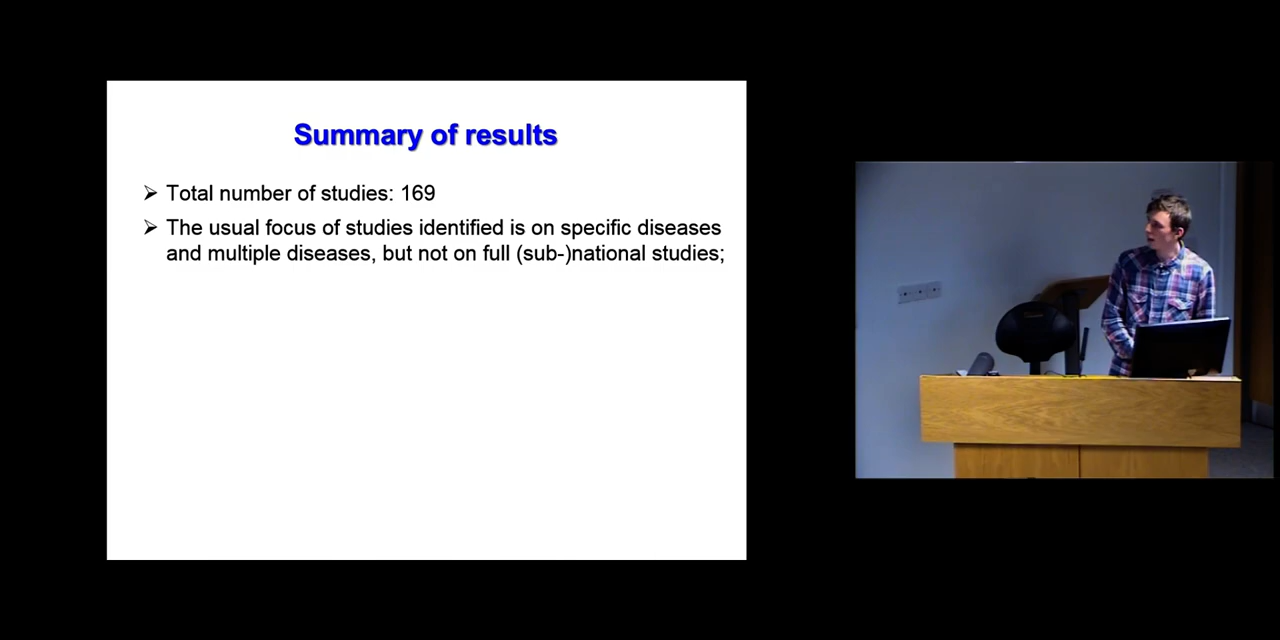 Summary of results
➢ Total number of studies: 169
➢ The usual focus of studies identified is on specific diseases
and multiple diseases, but not on full (sub-)national studies;